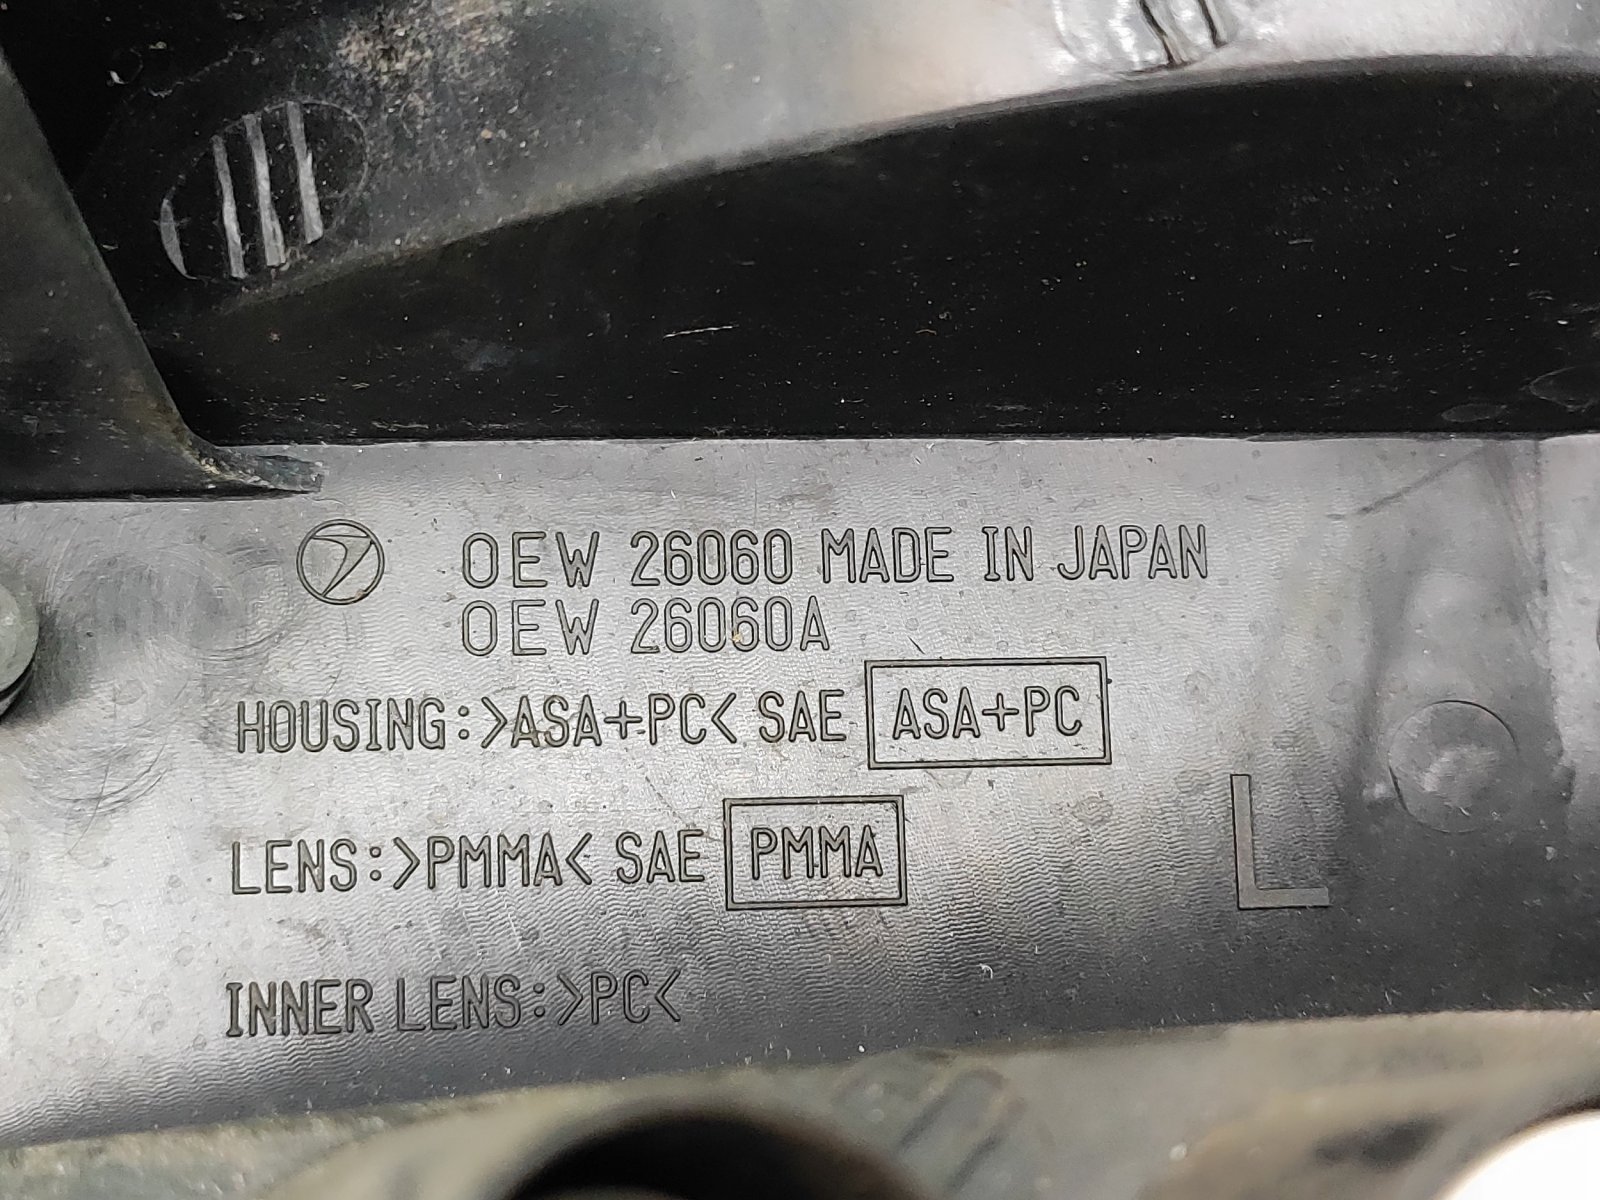 OEW 26060 MADE IN JAPAN
OEW 26060A
HOUSING:>ASA+PC< SAE ASA+PC
LENS:>PMMA< SAE PMMA
L
INNER LENS:>PC<